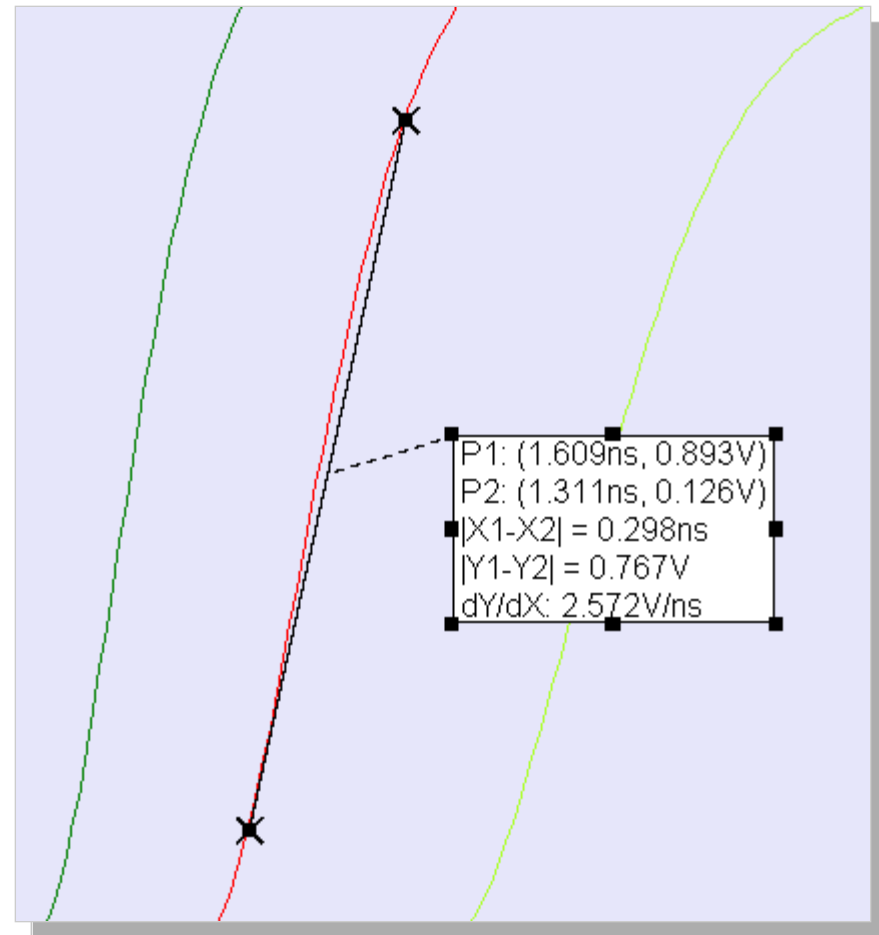 P1: (1.609ns, 0.893V)
P2: (1.311ns, 0.126V)
|X1-X2| = 0.298ns
|Y1-Y2| = 0.767V
dY/dX: 2.572V/ns